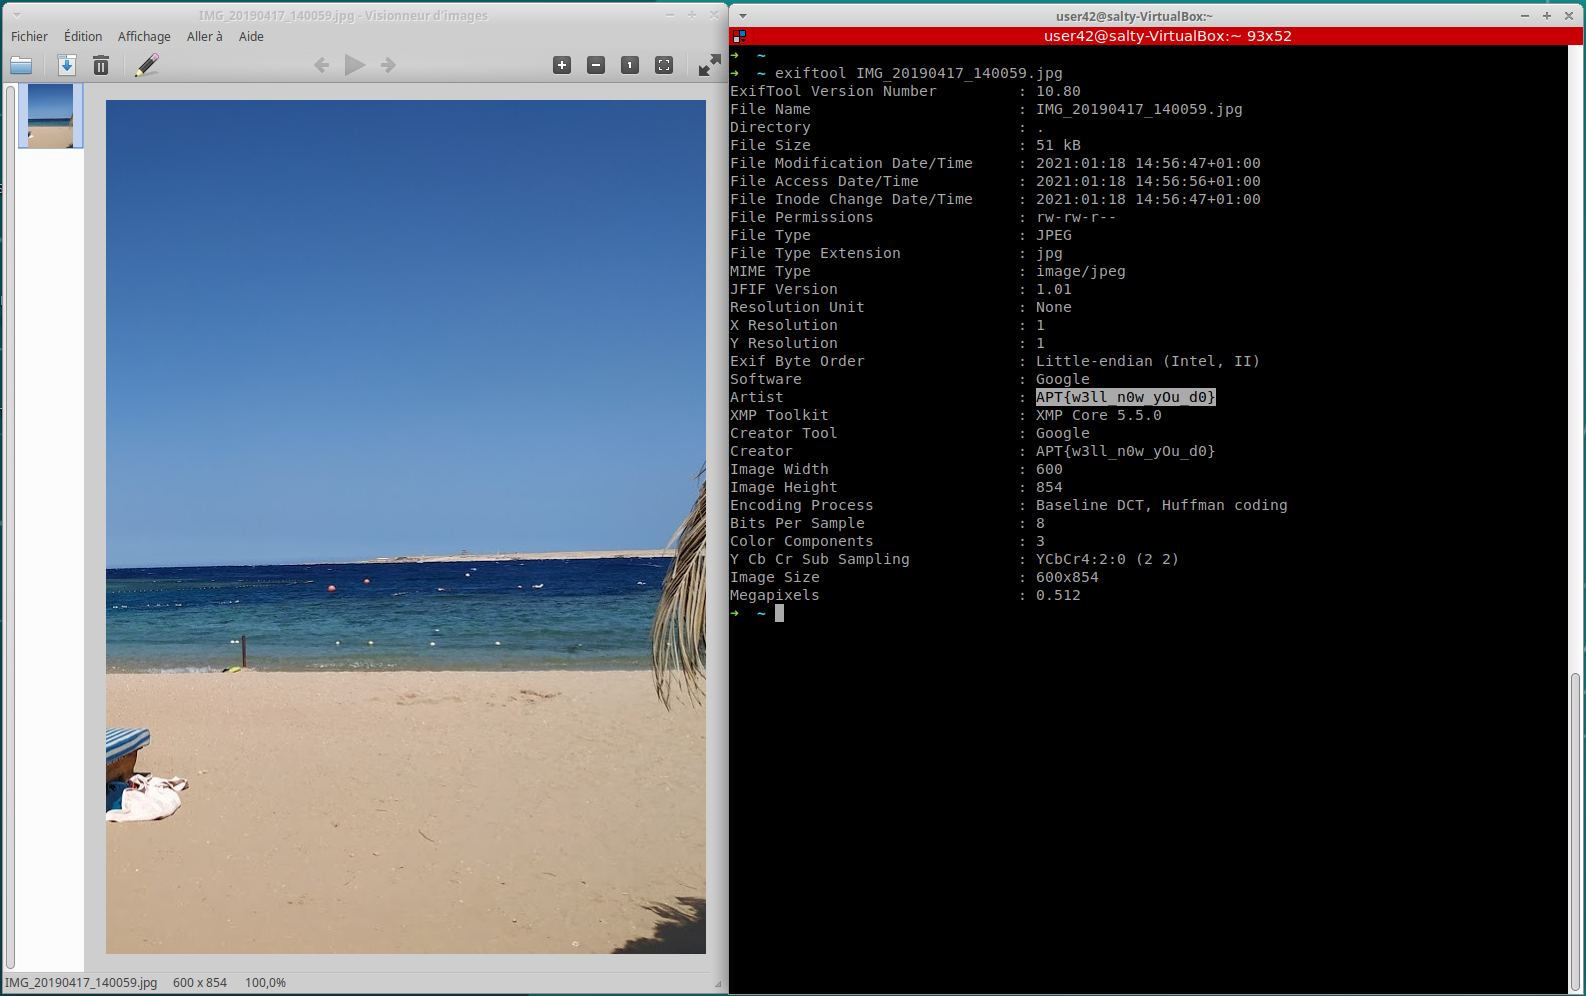 IMG_20190417_140059.jpg - Visionneur d'images
Fichier Édition Affichage Aller à Aide
IMG_20190417_140059.jpg 600 x 854 100,0%
user42@salty-VirtualBox:~
user42@salty-VirtualBox:~ 93x52
➜ ~
➜ ~ exiftool IMG_20190417_140059.jpg
ExifTool Version Number : 10.80
File Name : IMG_20190417_140059.jpg
Directory : .
File Size : 51 kB
File Modification Date/Time : 2021:01:18 14:56:47+01:00
File Access Date/Time : 2021:01:18 14:56:56+01:00
File Inode Change Date/Time : 2021:01:18 14:56:47+01:00
File Permissions : rw-rw-r--
File Type : JPEG
File Type Extension : jpg
MIME Type : image/jpeg
JFIF Version : 1.01
Resolution Unit : None
X Resolution : 1
Y Resolution : 1
Exif Byte Order : Little-endian (Intel, II)
Software : Google
Artist : APT{w3ll_n0w_yOu_d0}
XMP Toolkit : XMP Core 5.5.0
Creator Tool : Google
Creator : APT{w3ll_n0w_yOu_d0}
Image Width : 600
Image Height : 854
Encoding Process : Baseline DCT, Huffman coding
Bits Per Sample : 8
Color Components : 3
Y Cb Cr Sub Sampling : YCbCr4:2:0 (2 2)
Image Size : 600x854
Megapixels : 0.512
➜ ~